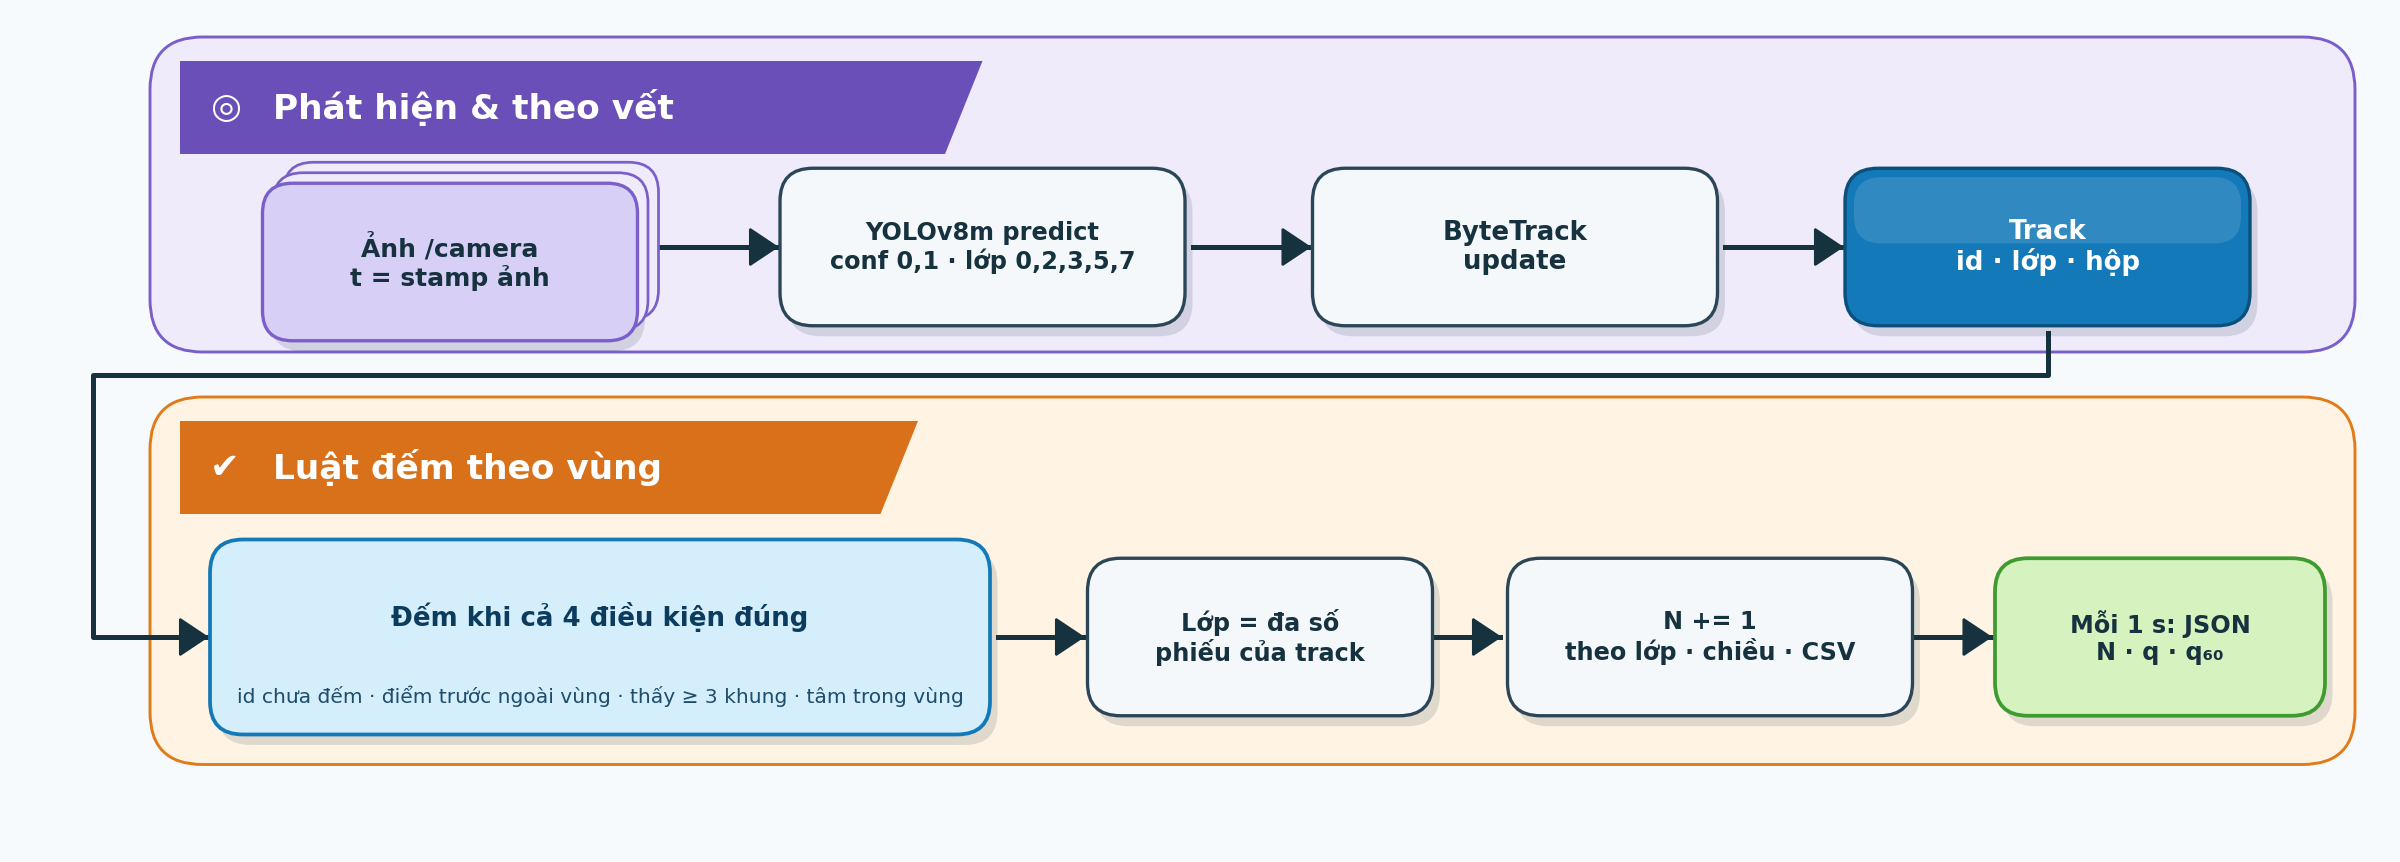 ◎ Phát hiện & theo vết
Ảnh /camera
t = stamp ảnh
YOLOv8m predict
conf 0,1 · lớp 0,2,3,5,7
ByteTrack
update
Track
id · lớp · hộp
✔ Luật đếm theo vùng
Đếm khi cả 4 điều kiện đúng
id chưa đếm · điểm trước ngoài vùng · thấy ≥ 3 khung · tâm trong vùng
Lớp = đa số
phiếu của track
N += 1
theo lớp · chiều · CSV
Mỗi 1 s: JSON
N · q · q₆₀